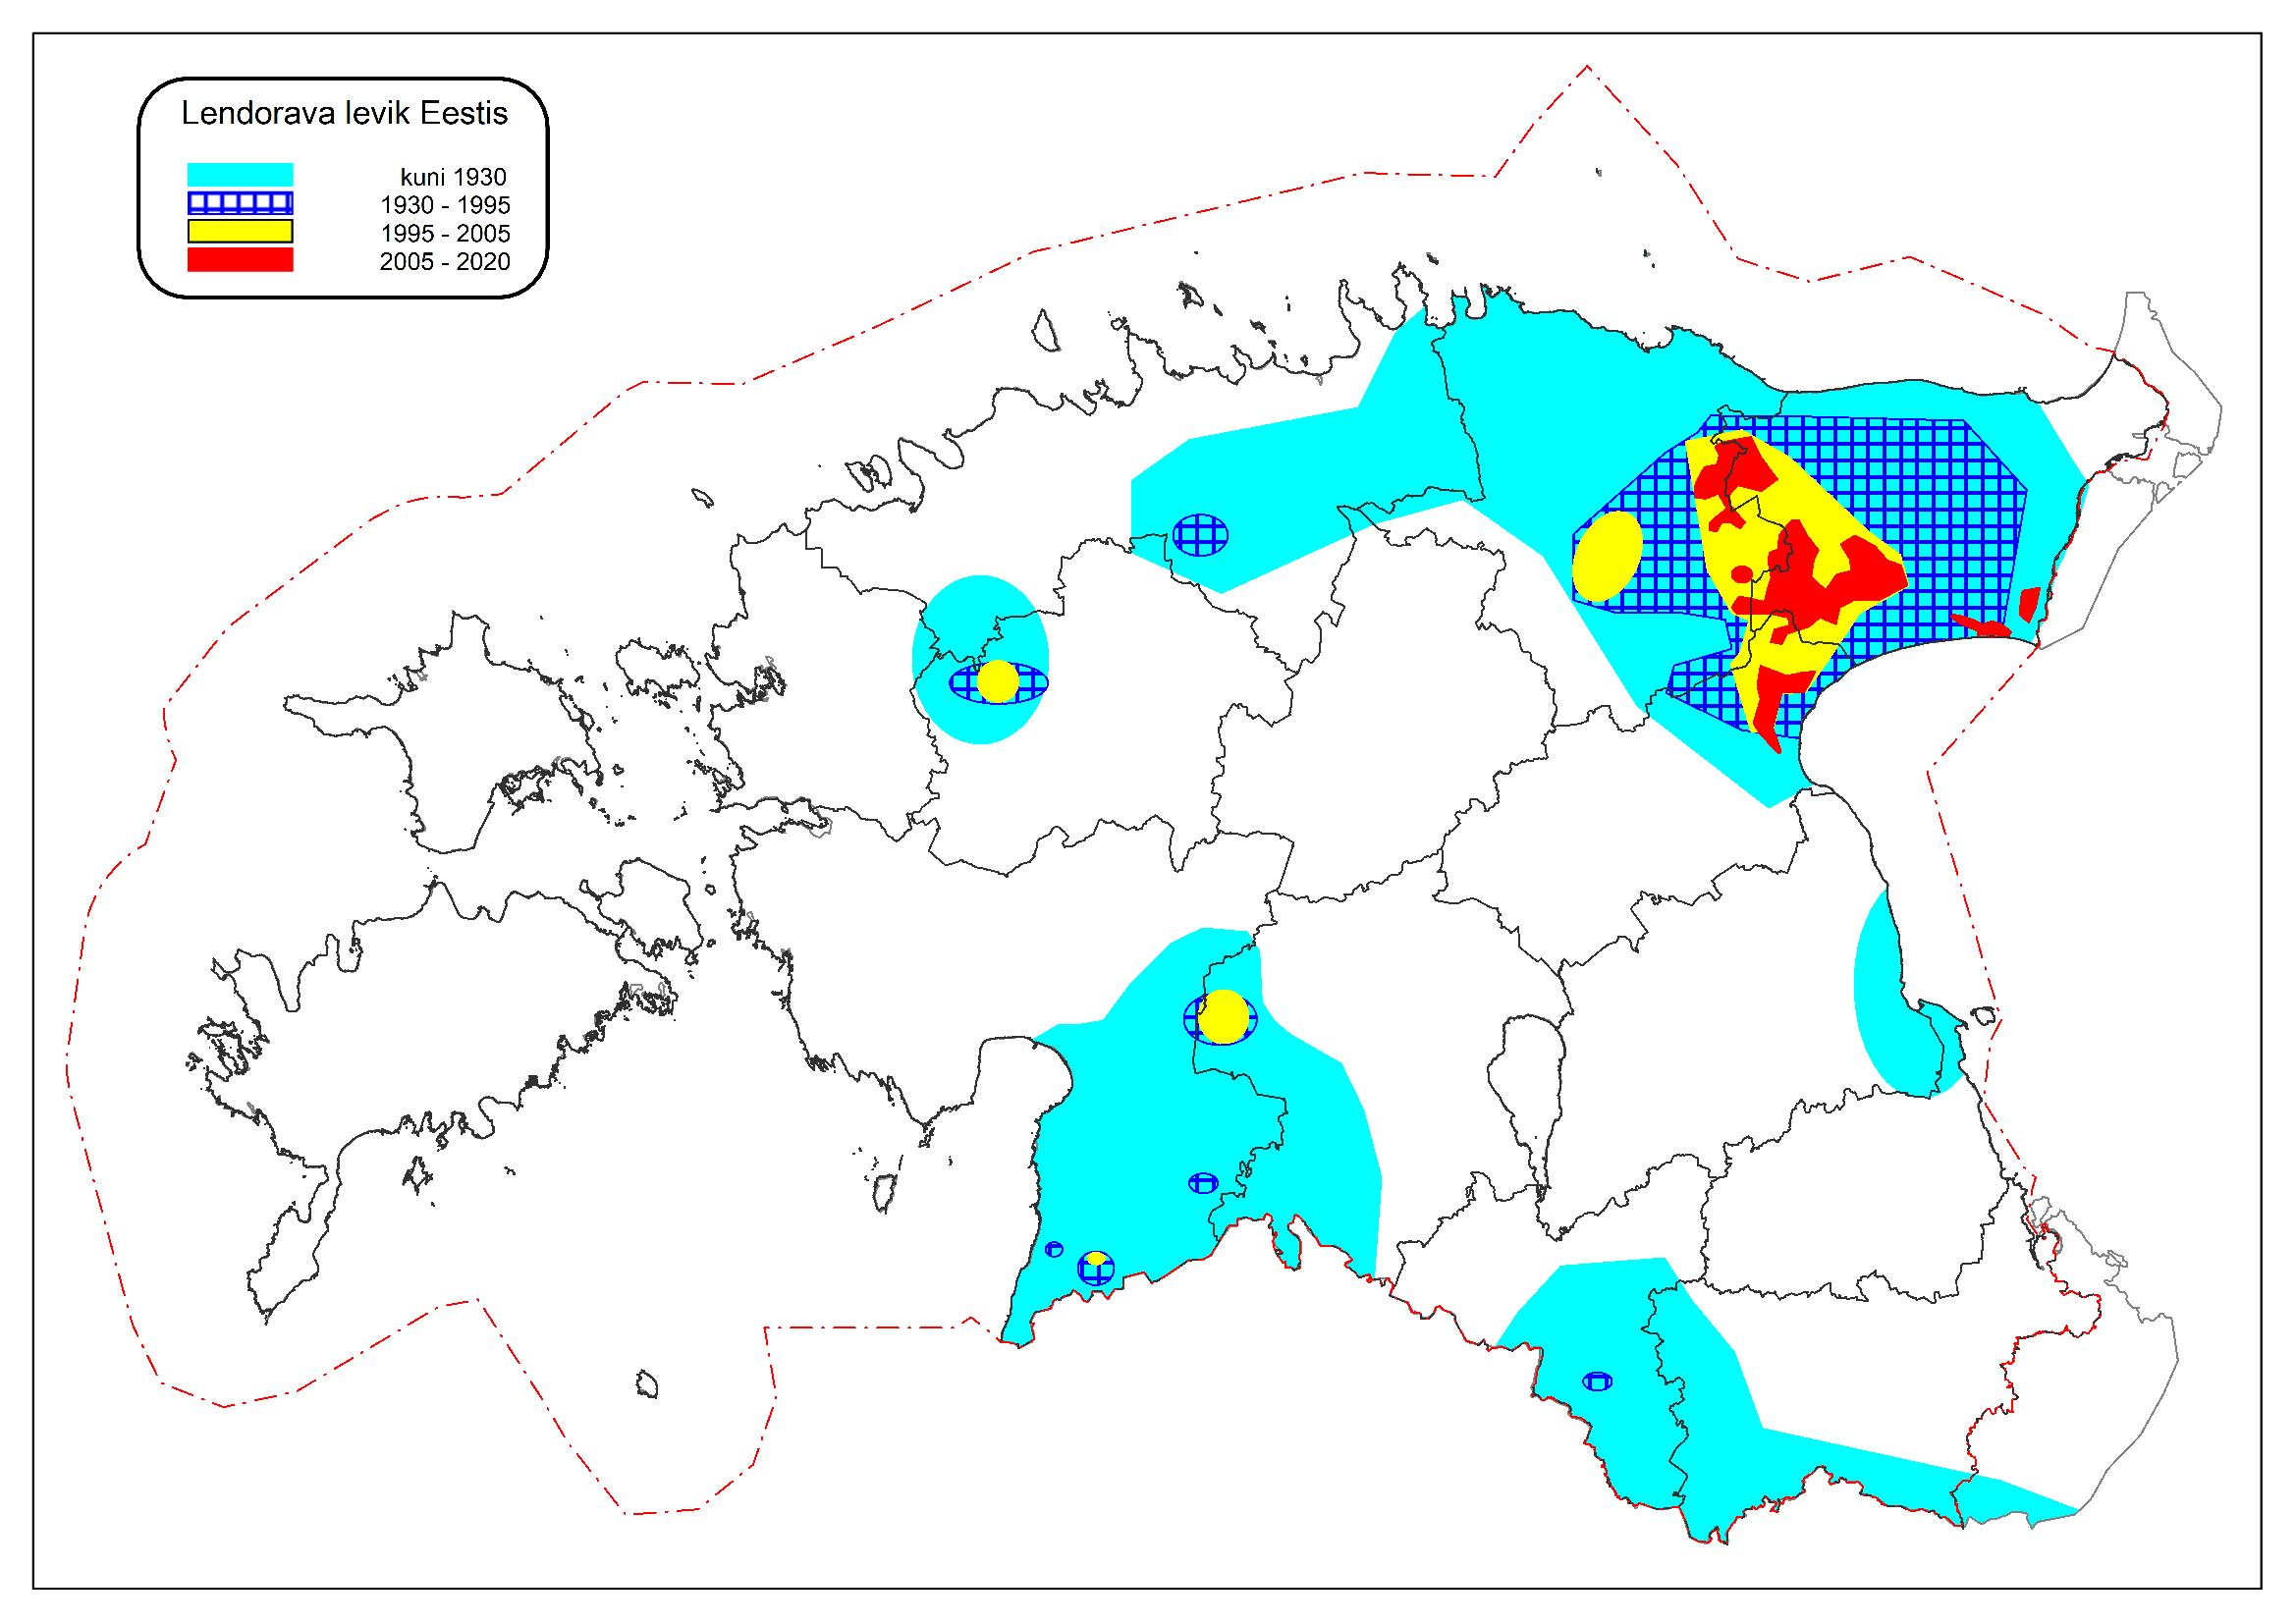 Lendorava levik Eestis
kuni 1930
1930 - 1995
1995 - 2005
2005 - 2020